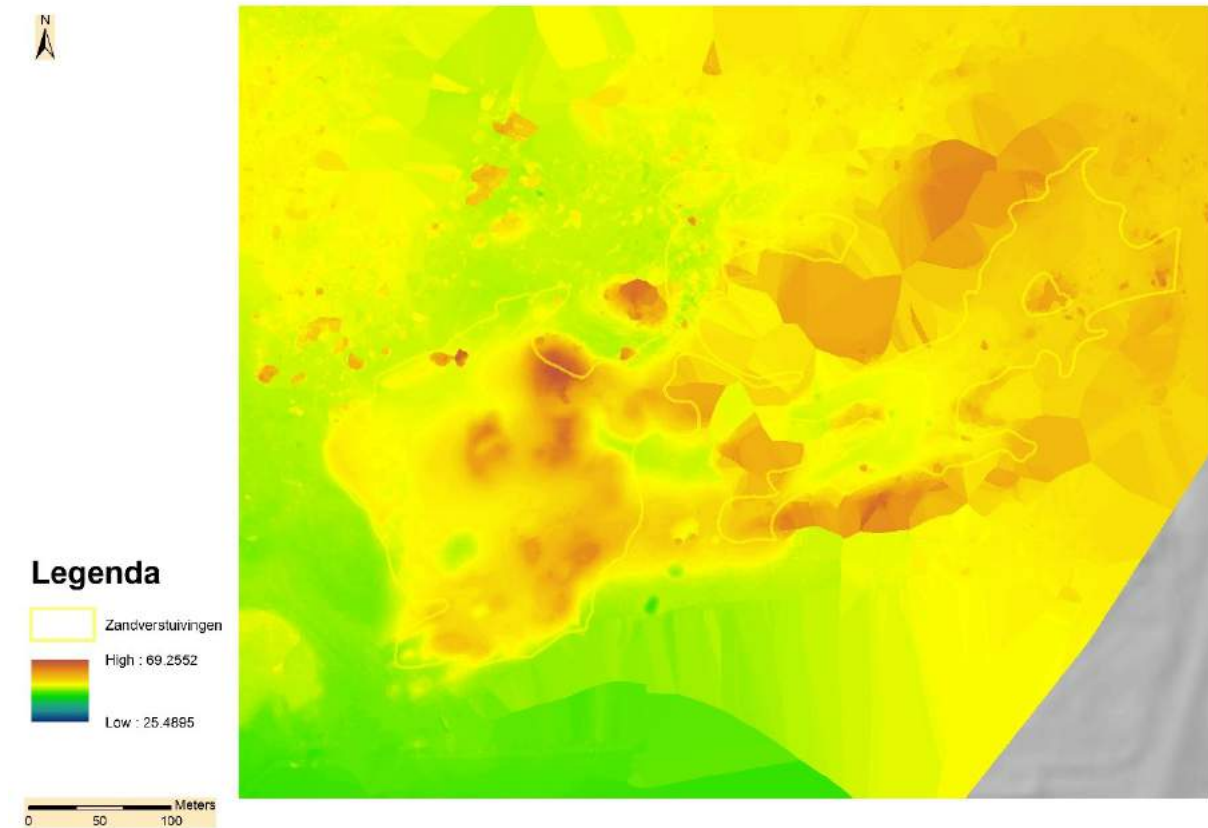 N
Legenda
Zandverstuivingen
High : 69.2552
Low : 25.4895
Meters
0 50 100